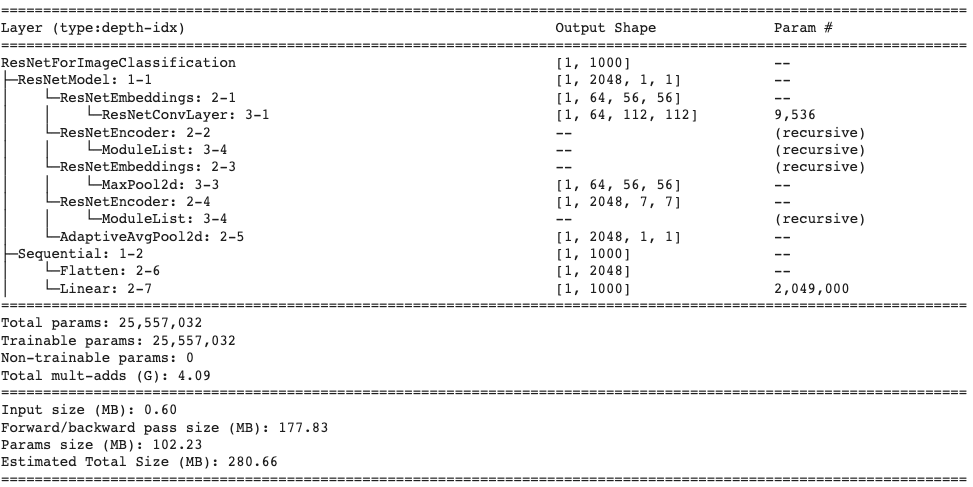 ==========================================================================================
Layer (type:depth-idx)                                            Output Shape              Param #
==========================================================================================
ResNetForImageClassification                                      [1, 1000]                 --
├─ResNetModel: 1-1                                                [1, 2048, 1, 1]           --
│    └─ResNetEmbeddings: 2-1                                      [1, 64, 56, 56]           --
│    │    └─ResNetConvLayer: 3-1                                  [1, 64, 112, 112]         9,536
│    └─ResNetEncoder: 2-2                                         --                        (recursive)
│    │    └─ModuleList: 3-4                                       --                        (recursive)
│    └─ResNetEmbeddings: 2-3                                      --                        (recursive)
│    │    └─MaxPool2d: 3-3                                        [1, 64, 56, 56]           --
│    └─ResNetEncoder: 2-4                                         [1, 2048, 7, 7]           --
│    │    └─ModuleList: 3-4                                       --                        (recursive)
│    └─AdaptiveAvgPool2d: 2-5                                     [1, 2048, 1, 1]           --
├─Sequential: 1-2                                                 [1, 1000]                 --
│    └─Flatten: 2-6                                               [1, 2048]                 --
│    └─Linear: 2-7                                                [1, 1000]                 2,049,000
==========================================================================================
Total params: 25,557,032
Trainable params: 25,557,032
Non-trainable params: 0
Total mult-adds (G): 4.09
==========================================================================================
Input size (MB): 0.60
Forward/backward pass size (MB): 177.83
Params size (MB): 102.23
Estimated Total Size (MB): 280.66
==========================================================================================